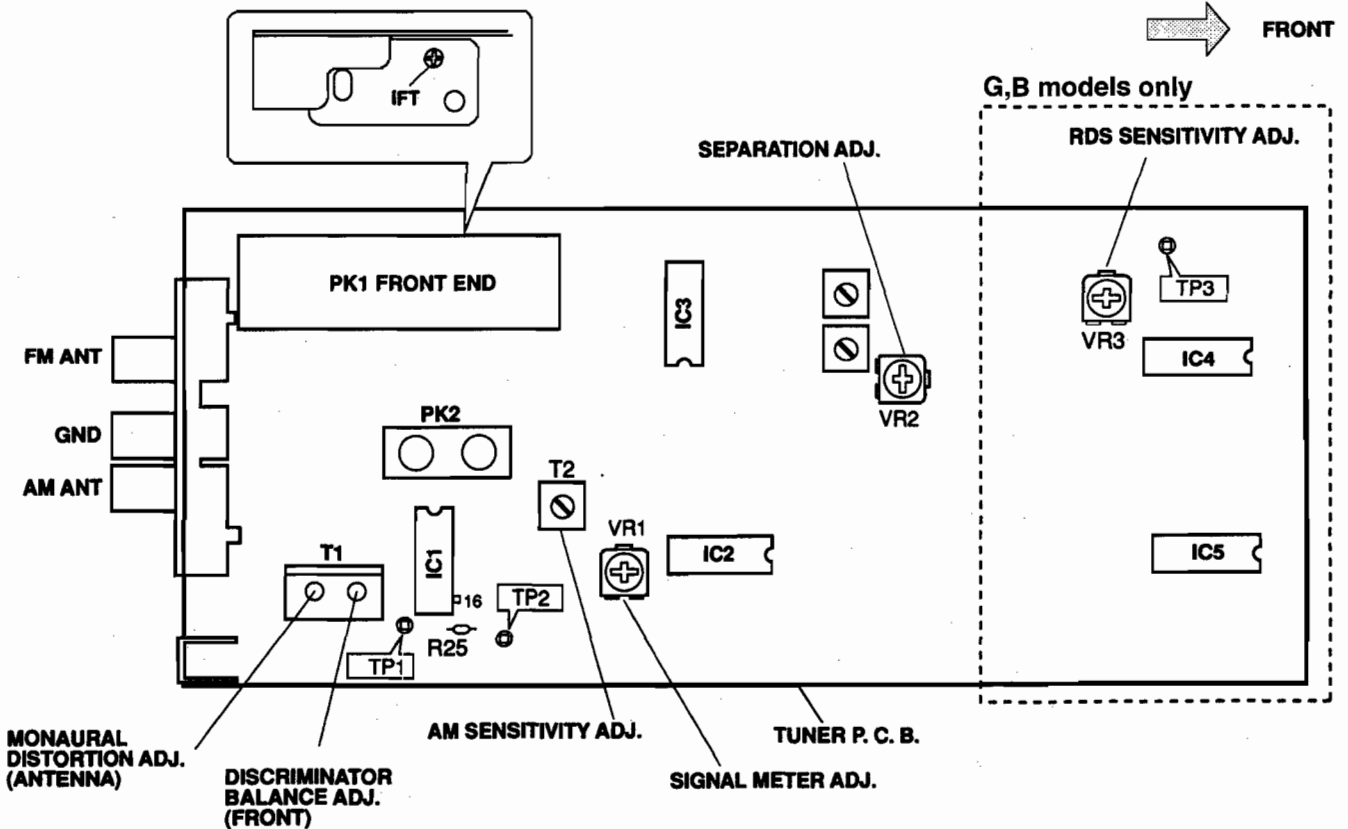 FRONT
G,B models only
IFT
SEPARATION ADJ.
RDS SENSITIVITY ADJ.
PK1 FRONT END
IC3
TP3
VR3
IC4
FM ANT
VR2
GND
PK2
AM ANT
T2
VR1
IC1
T1
IC2
IC5
16
TP2
R25
TP1
MONAURAL
DISTORTION ADJ.
(ANTENNA)
DISCRIMINATOR
BALANCE ADJ.
(FRONT)
AM SENSITIVITY ADJ.
TUNER P. C. B.
SIGNAL METER ADJ.